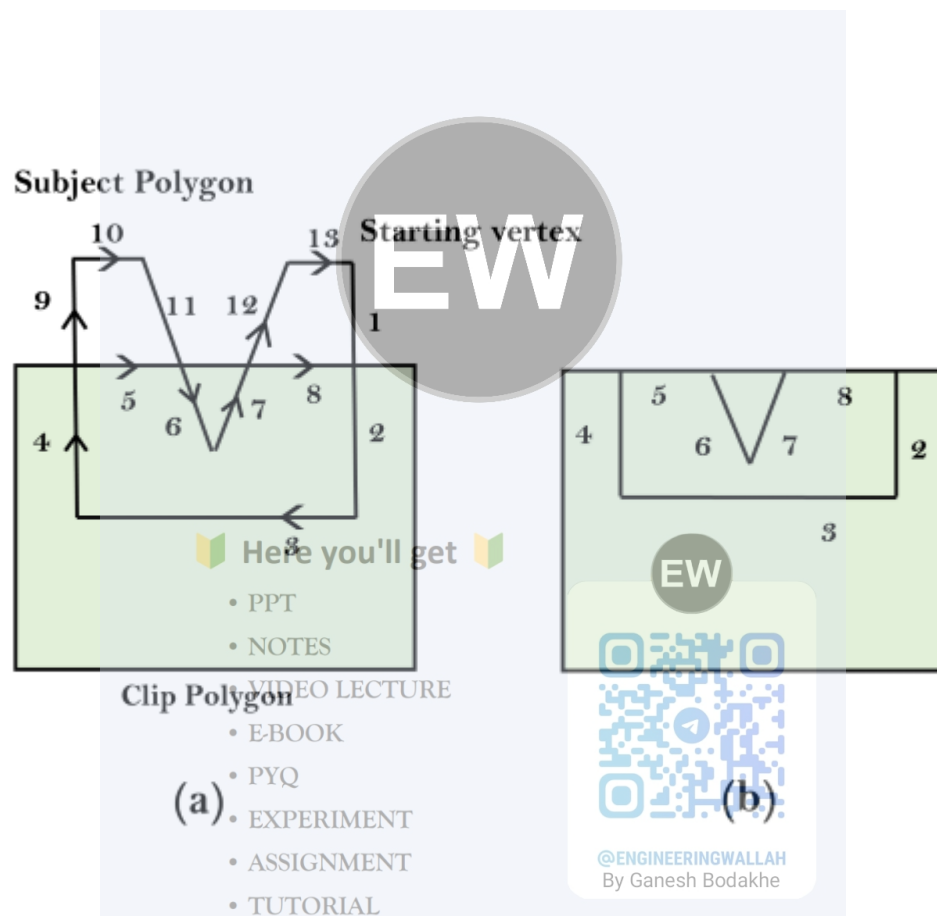 Subject Polygon
10
13
Starting vertex
EW
9
11
12
1
5
8
6
7
4
2
3
Here you'll get
• PPT
• NOTES
• VIDEO LECTURE
Clip Polygon
• E-BOOK
• PYQ
(a)
• EXPERIMENT
• ASSIGNMENT
• TUTORIAL
5
8
4
6
7
2
3
EW
(b)
@ENGINEERINGWALLAH
By Ganesh Bodakhe